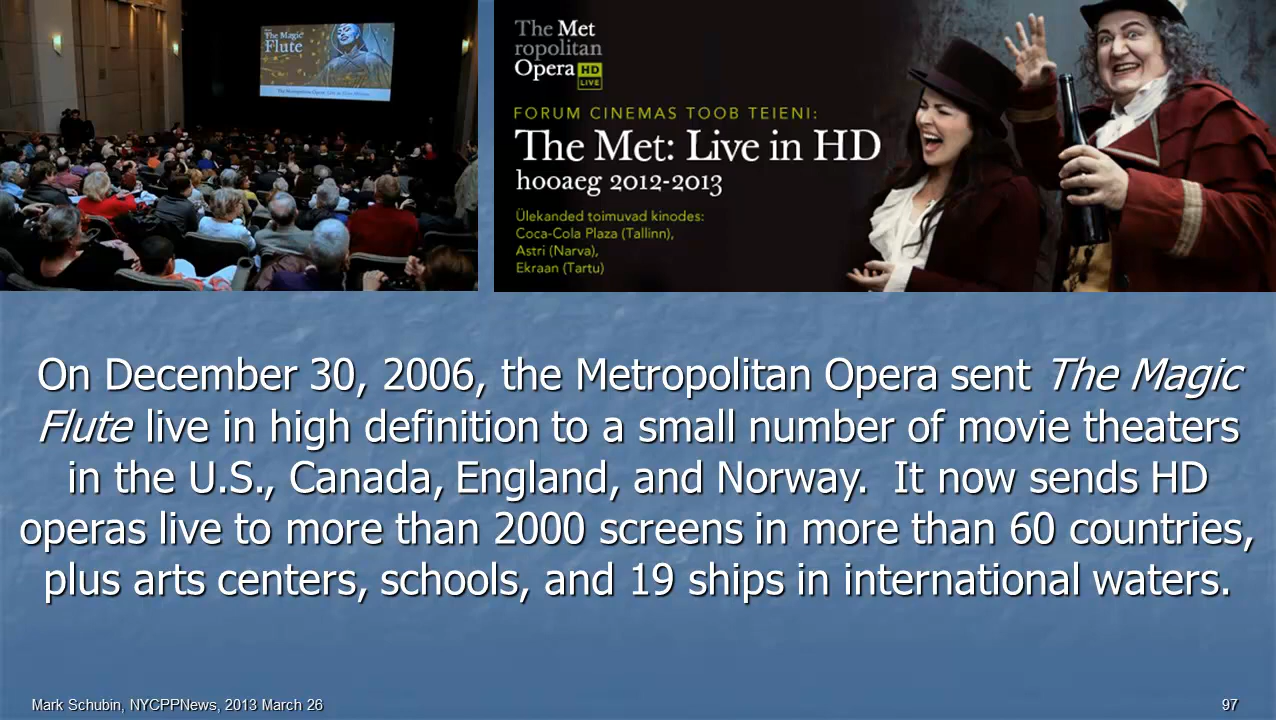 The Magic
Flute
The Met
ropolitan
Opera HD
LIVE
FORUM CINEMAS TOOB TEIENI:
The Met: Live in HD
hooaeg 2012-2013
Ülekanded toimuvad kinodes:
Coca-Cola Plaza (Tallinn),
Astri (Narva),
Ekraan (Tartu)
On December 30, 2006, the Metropolitan Opera sent The Magic
Flute live in high definition to a small number of movie theaters
in the U.S., Canada, England, and Norway.  It now sends HD
operas live to more than 2000 screens in more than 60 countries,
plus arts centers, schools, and 19 ships in international waters.
Mark Schubin, NYCPPNews, 2013 March 26
97